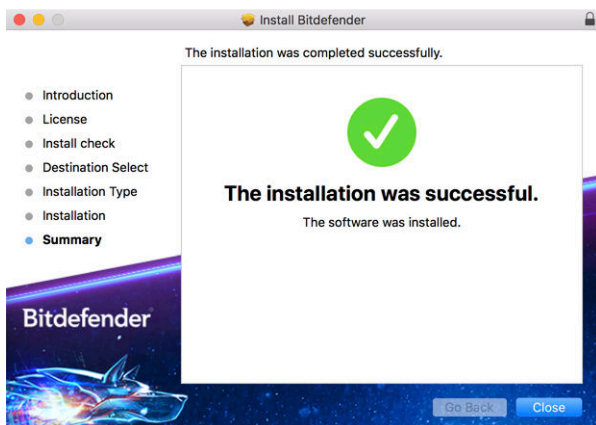 Install Bitdefender
The installation was completed successfully.
Introduction
License
Install check
Destination Select
Installation Type
Installation
Summary
The installation was successful.
The software was installed.
Bitdefender
Go Back
Close